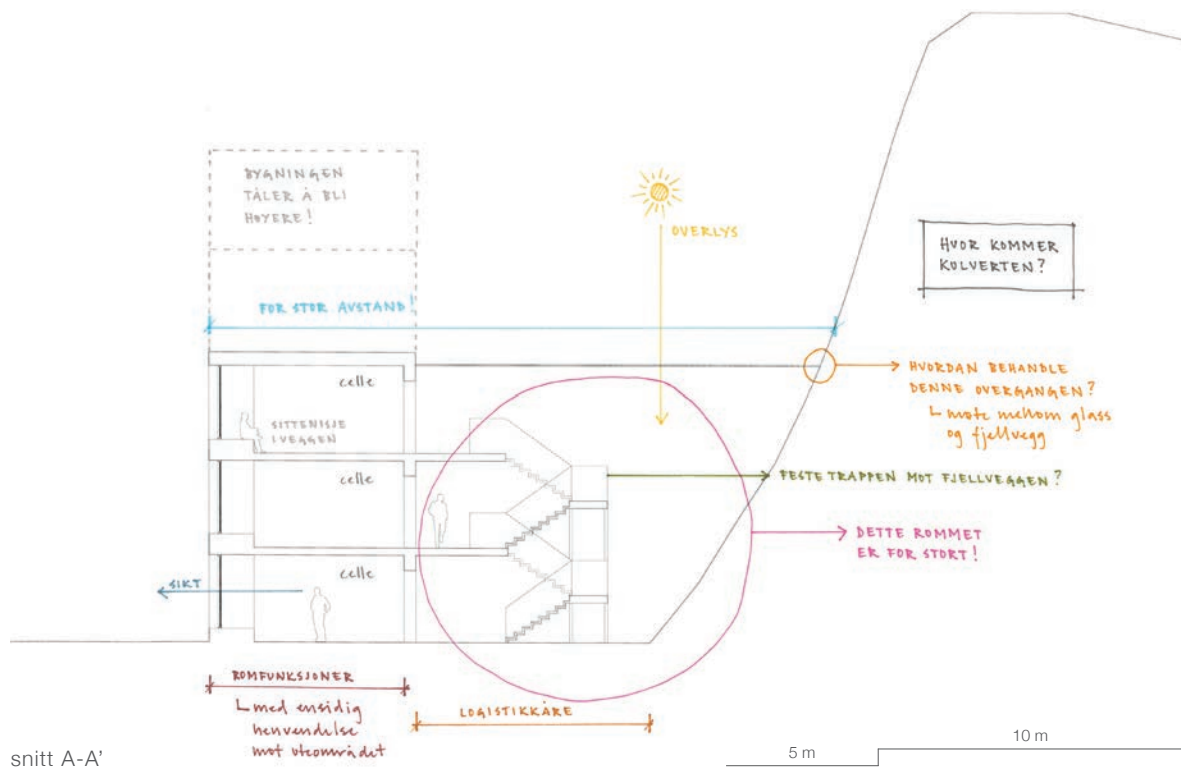 BYGNINGEN
TÅLER Å BLI
HØYERE!
OVERLYS
HVOR KOMMER
KULVERTEN?
FOR STOR AVSTAND!
celle
HVORDAN BEHANDLE
DENNE OVERGANGEN?
møte mellom glass
og fjellvegg
SITTENISJE
I VEGGEN
celle
FESTE TRAPPEN MOT FJELLVEGGEN?
DETTE ROMMET
ER FOR STORT!
celle
SIKT
ROMFUNKSJONER
med ensidig
henvendelse
mot uteområdet
LOGISTIKKÅRE
snitt A-A'
5 m
10 m